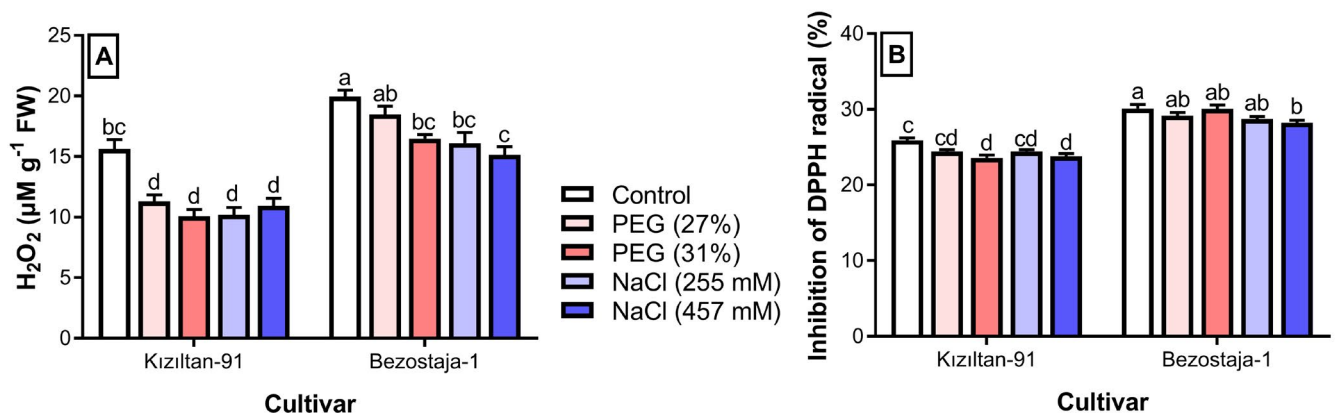 A
H₂O₂ (µM g⁻¹ FW)
25
20
15
10
5
0
bc
d
d
d
d
a
ab
bc
bc
c
Kızıltan-91
Bezostaja-1
Cultivar
Control
PEG (27%)
PEG (31%)
NaCl (255 mM)
NaCl (457 mM)
B
Inhibition of DPPH radical (%)
40
30
20
10
0
c
cd
d
cd
d
a
ab
ab
ab
b
Kızıltan-91
Bezostaja-1
Cultivar